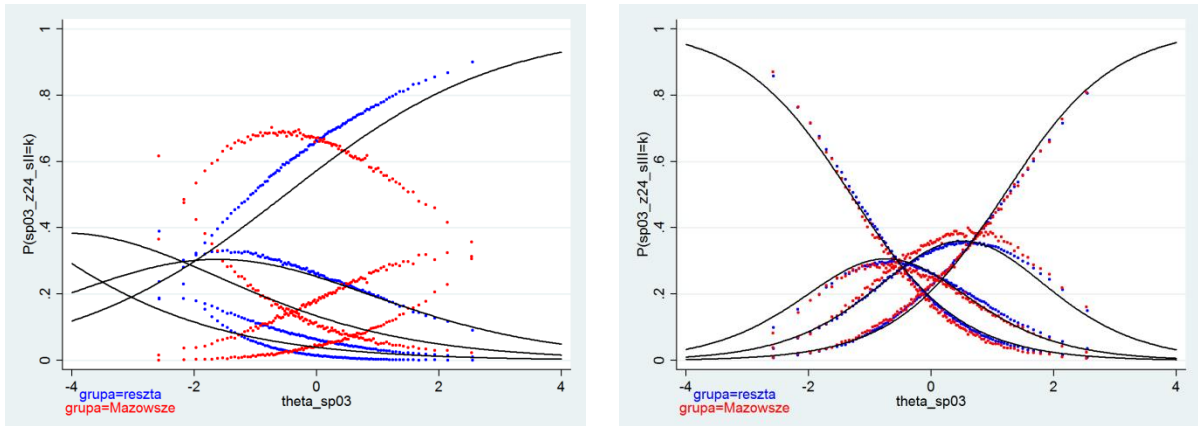 P(sp03_z24_sII=k)
1
.8
.6
.4
.2
0
-4
-2
0
2
4
theta_sp03
grupa=reszta
grupa=Mazowsze
P(sp03_z24_sIII=k)
1
.8
.6
.4
.2
0
-4
-2
0
2
4
theta_sp03
grupa=reszta
grupa=Mazowsze